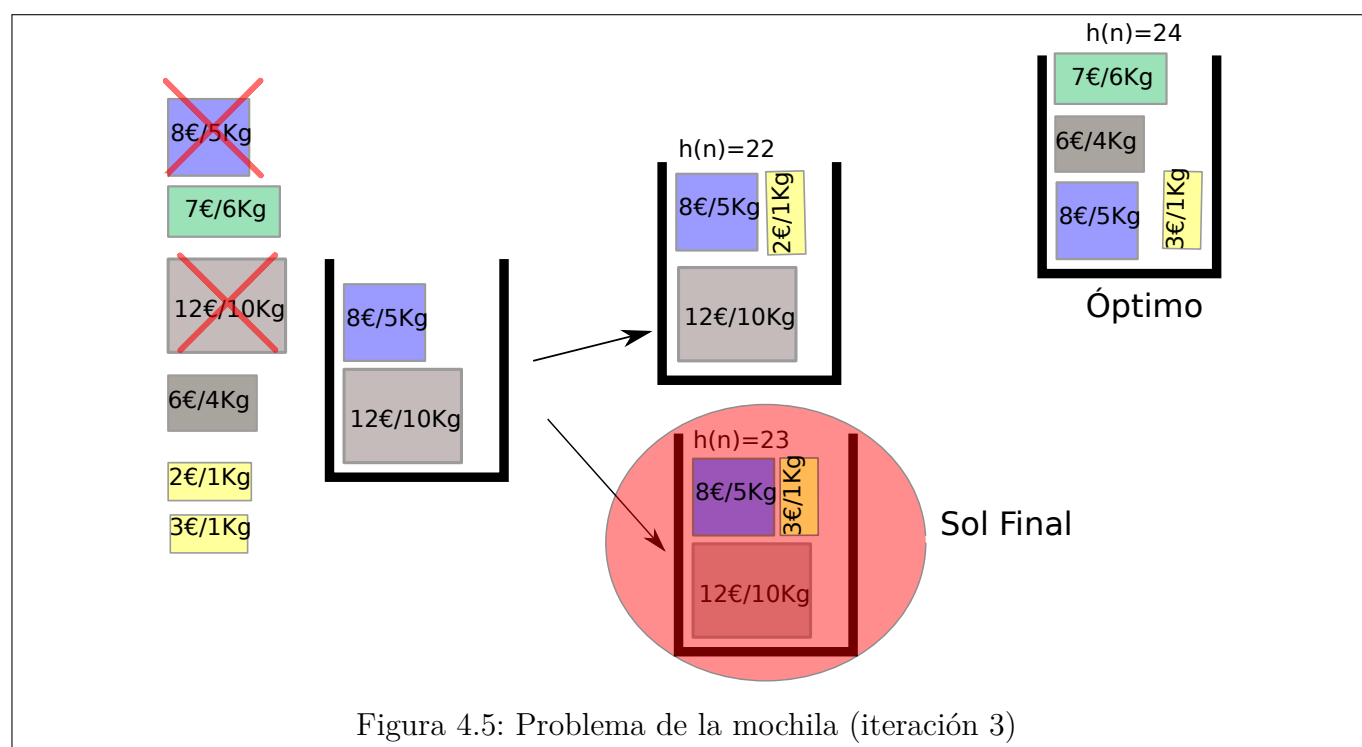 8€/5Kg
7€/6Kg
12€/10Kg
6€/4Kg
2€/1Kg
3€/1Kg
8€/5Kg
12€/10Kg
h(n)=22
8€/5Kg
2€/1Kg
12€/10Kg
h(n)=23
8€/5Kg
3€/1Kg
12€/10Kg
Sol Final
h(n)=24
7€/6Kg
6€/4Kg
8€/5Kg
3€/1Kg
Óptimo
Figura 4.5: Problema de la mochila (iteración 3)